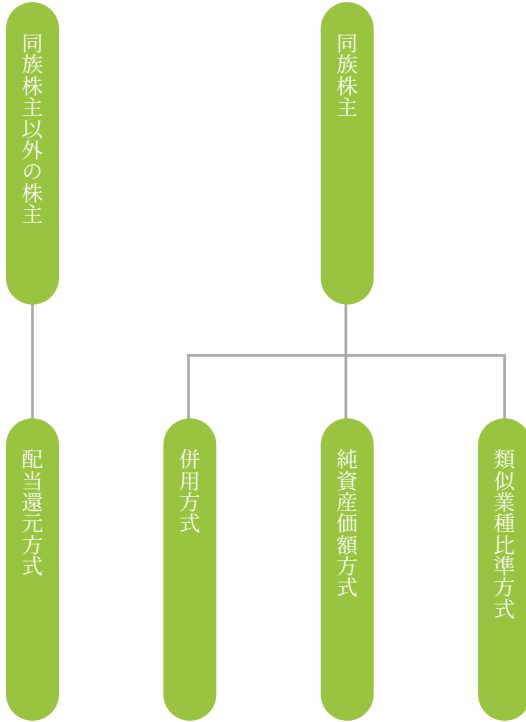 同族株主
同族株主以外の株主
類似業種比準方式
純資産価額方式
併用方式
配当還元方式